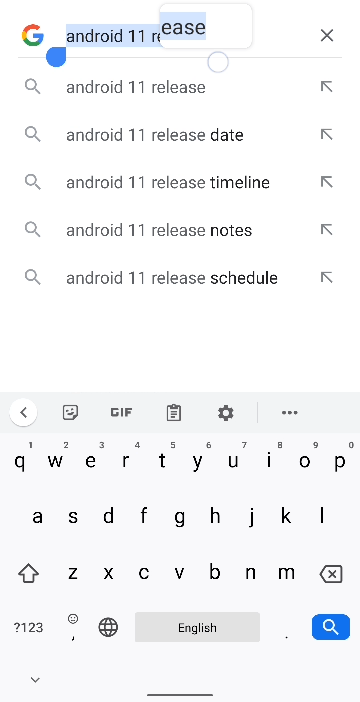 android 11 re
ease
android 11 release
android 11 release date
android 11 release timeline
android 11 release notes
android 11 release schedule
GIF
1 2 3 4 5 6 7 8 9 0
q w e r t y u i o p
a s d f g h j k l
z x c v b n m
?123 , English .